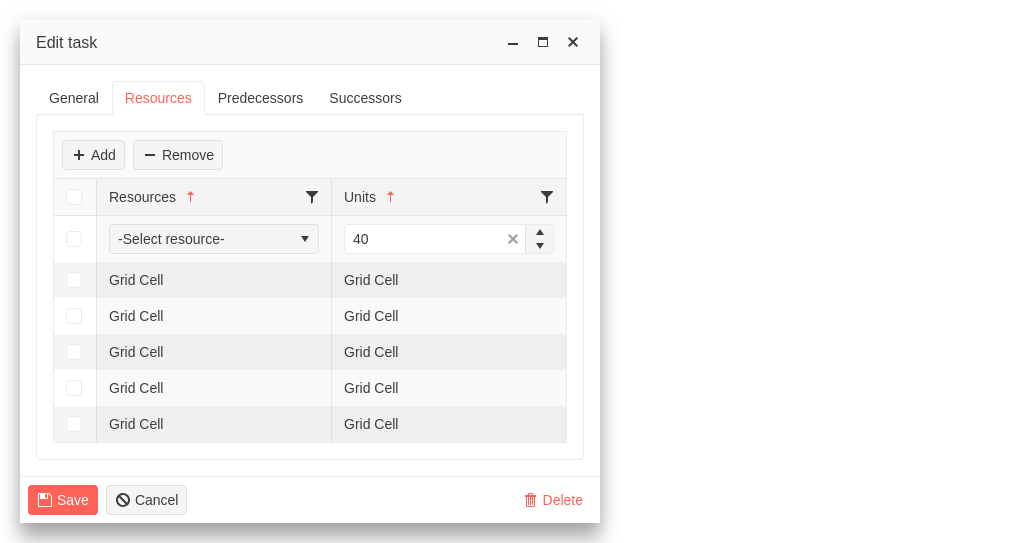 Edit task
General Resources Predecessors Successors
Add Remove
Resources Units
-Select resource- 40
Grid Cell Grid Cell
Grid Cell Grid Cell
Grid Cell Grid Cell
Grid Cell Grid Cell
Grid Cell Grid Cell
Save Cancel Delete